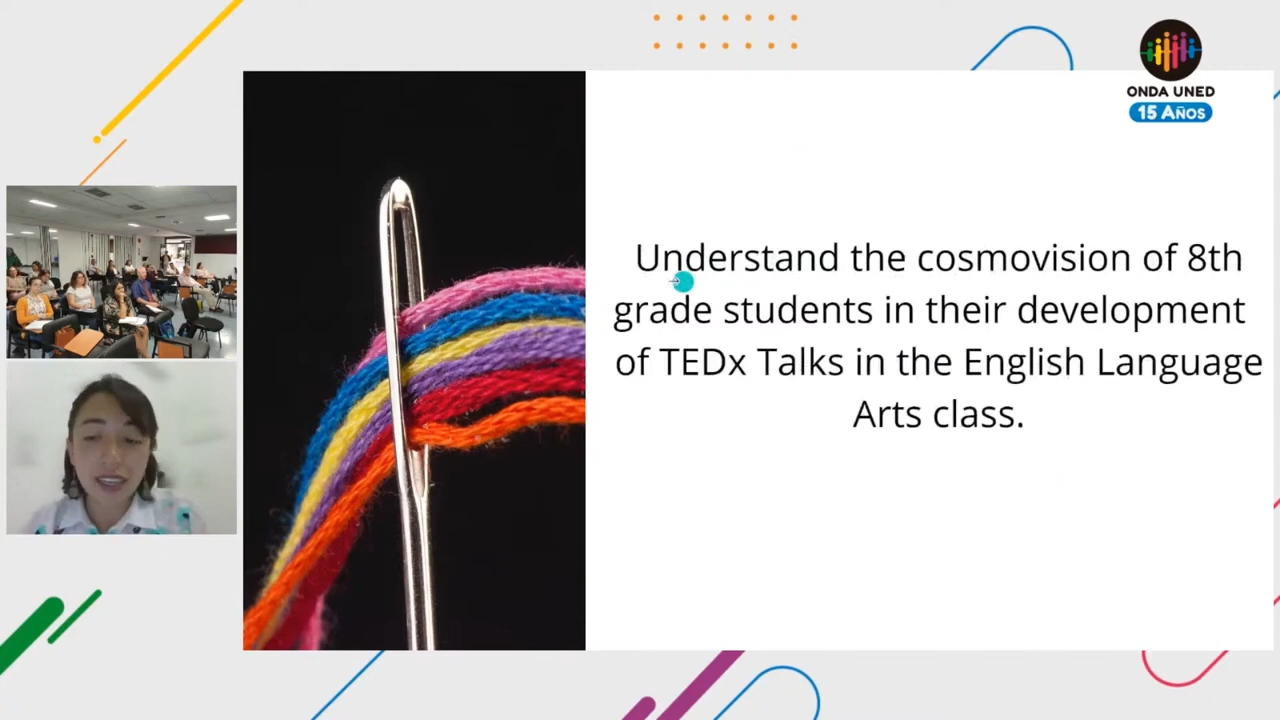 ONDA UNED
15 AÑOS
Understand the cosmovision of 8th
grade students in their development
of TEDx Talks in the English Language
Arts class.